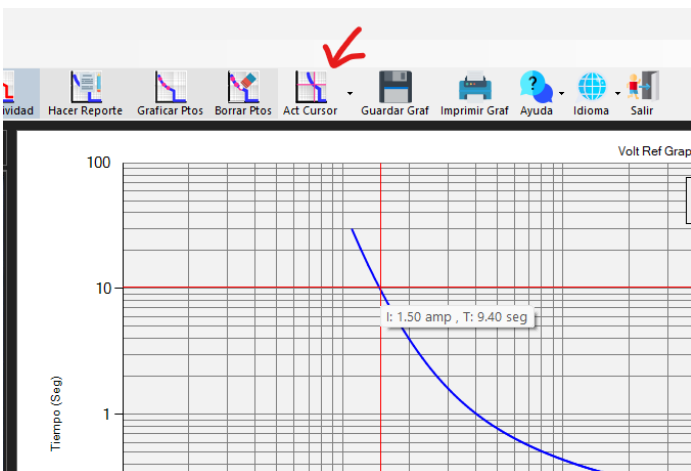 ividad Hacer Reporte Graficar Ptos Borrar Ptos Act Cursor Guardar Graf Imprimir Graf Ayuda Idioma Salir
Volt Ref Grap
100
10
I: 1.50 amp , T: 9.40 seg
Tiempo (Seg)
1